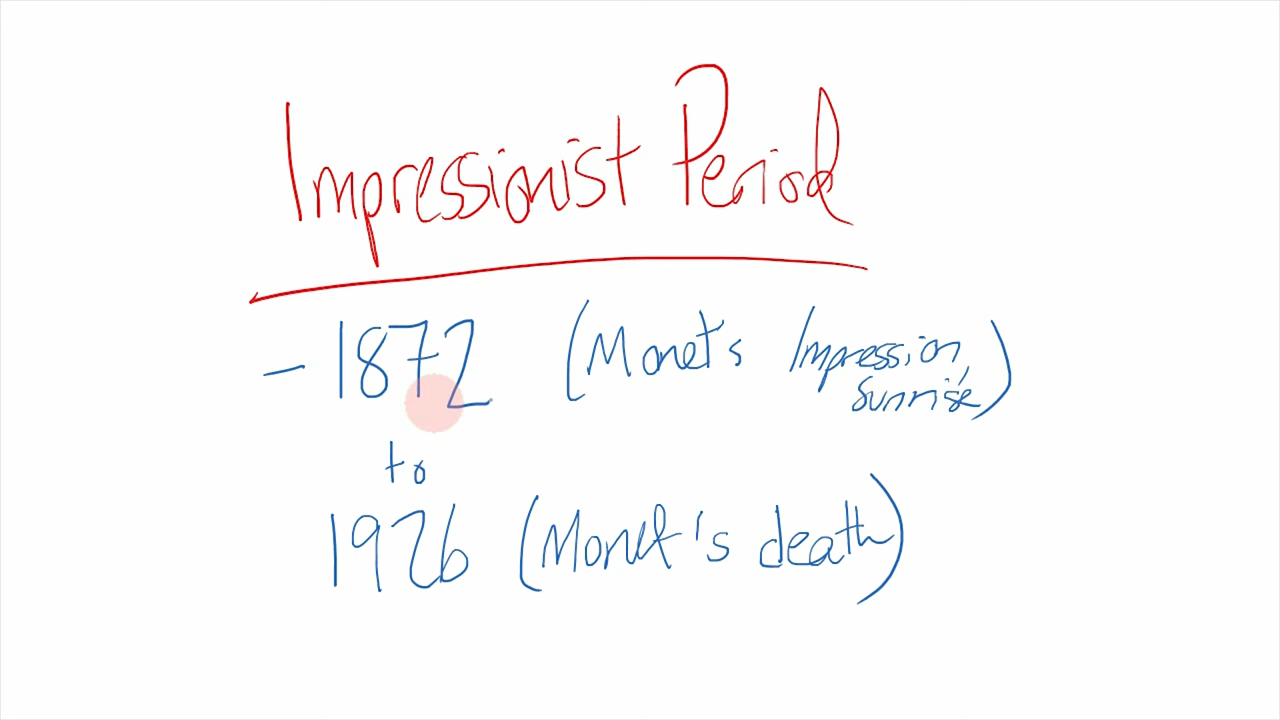 Impressionist Period
- 1872 (Monet's Impression,
Sunrise)
to
1926 (Monet's death)